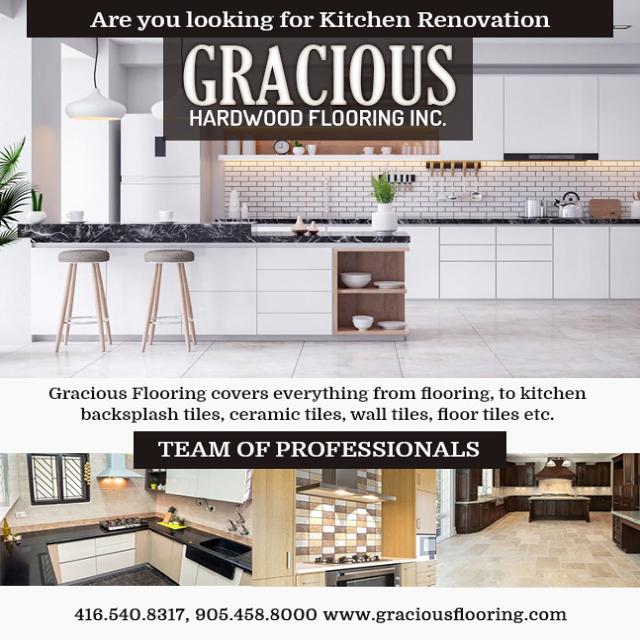 Are you looking for Kitchen Renovation
GRACIOUS
HARDWOOD FLOORING INC.
Gracious Flooring covers everything from flooring, to kitchen
backsplash tiles, ceramic tiles, wall tiles, floor tiles etc.
TEAM OF PROFESSIONALS
416.540.8317, 905.458.8000 www.graciousflooring.com